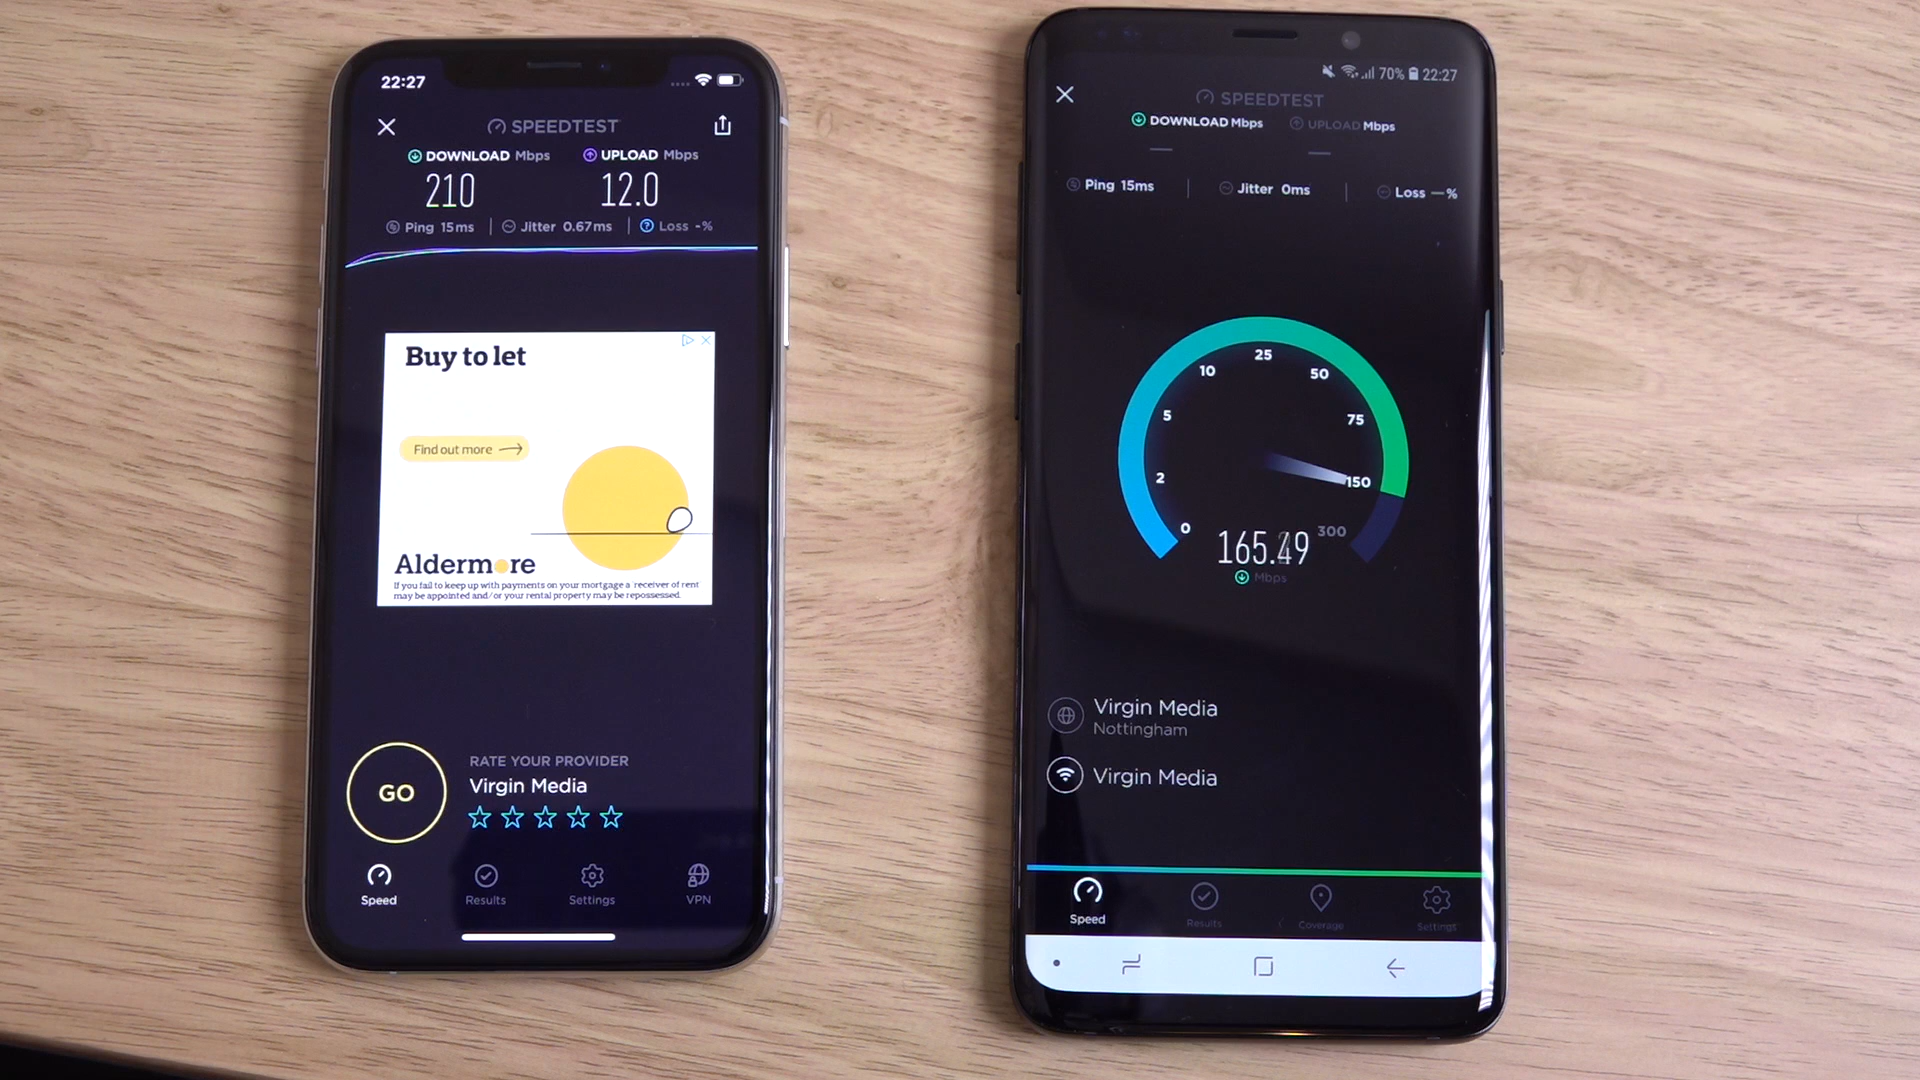 22:27
SPEEDTEST
DOWNLOAD Mbps UPLOAD Mbps
210 12.0
Ping 15ms Jitter 0.67ms Loss -%
Buy to let
Find out more
Aldermore
If you fail to keep up with payments on your mortgage a 'receiver of rent'
may be appointed and/or your rental property may be repossessed.
GO
RATE YOUR PROVIDER
Virgin Media
Speed Results Settings VPN
70% 22:27
SPEEDTEST
DOWNLOAD Mbps UPLOAD Mbps
Ping 15ms Jitter 0ms Loss —%
25
10 50
5 75
2 150
0 300
165.49
Mbps
Virgin Media
Nottingham
Virgin Media
Speed Results Coverage Settings